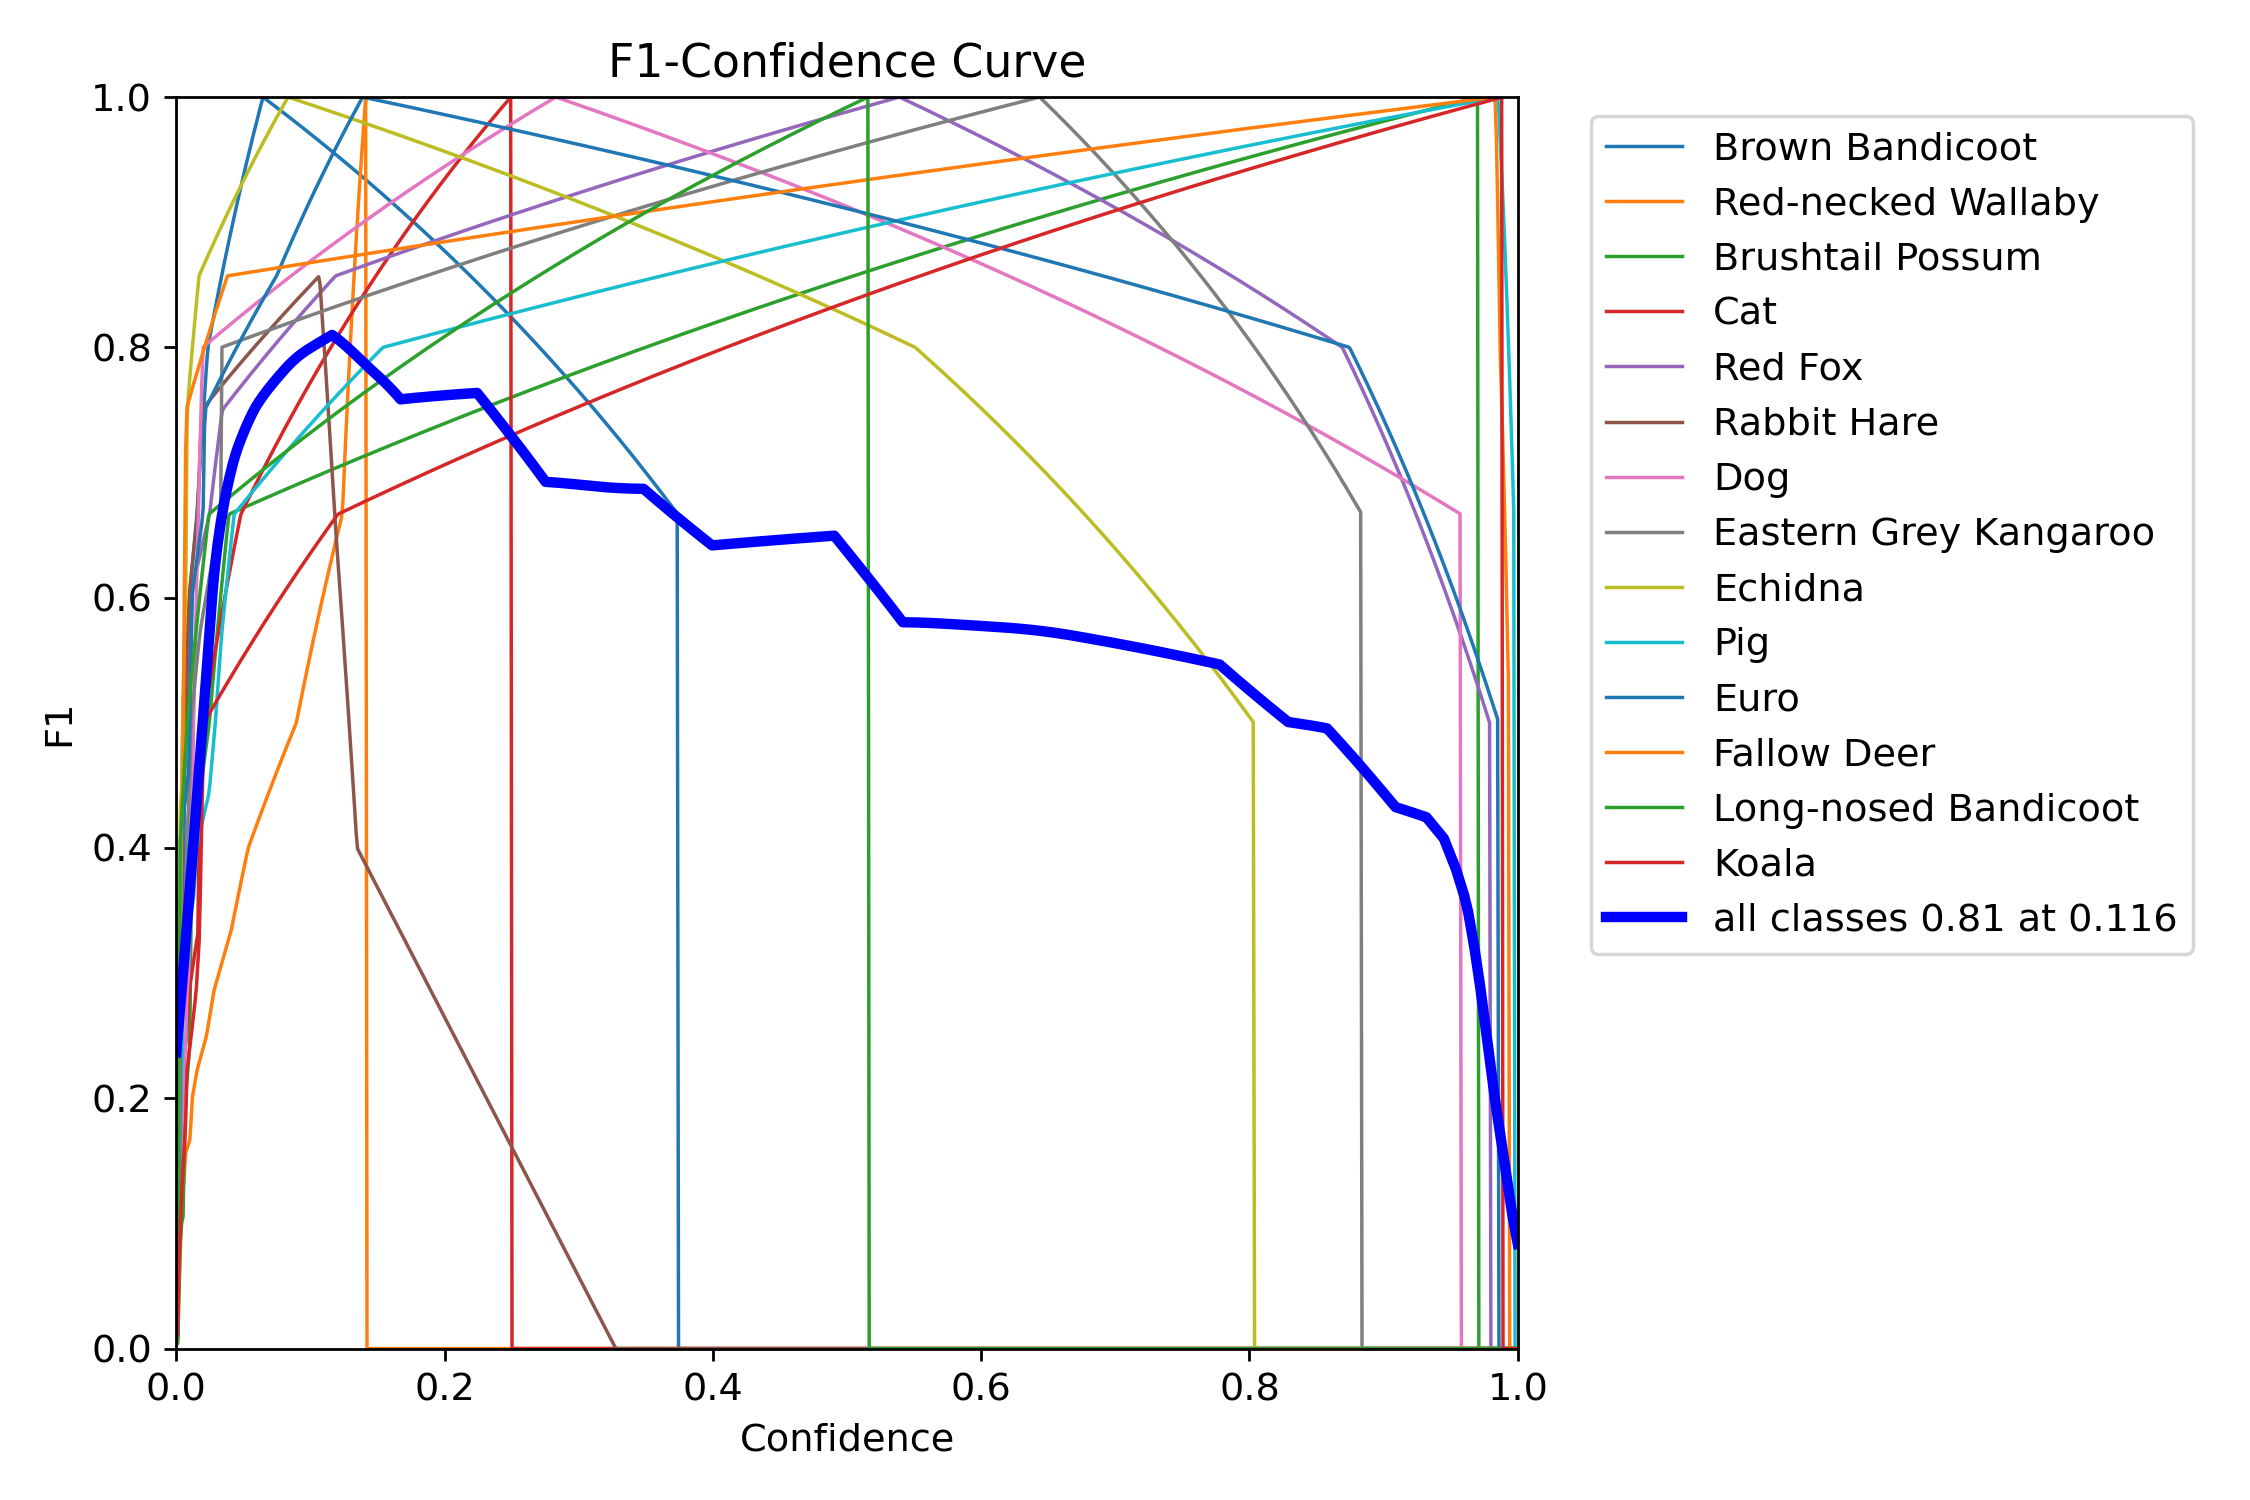 F1-Confidence Curve
1.0
0.8
0.6
0.4
0.2
0.0
F1
0.0 0.2 0.4 0.6 0.8 1.0
Confidence
Brown Bandicoot
Red-necked Wallaby
Brushtail Possum
Cat
Red Fox
Rabbit Hare
Dog
Eastern Grey Kangaroo
Echidna
Pig
Euro
Fallow Deer
Long-nosed Bandicoot
Koala
all classes 0.81 at 0.116